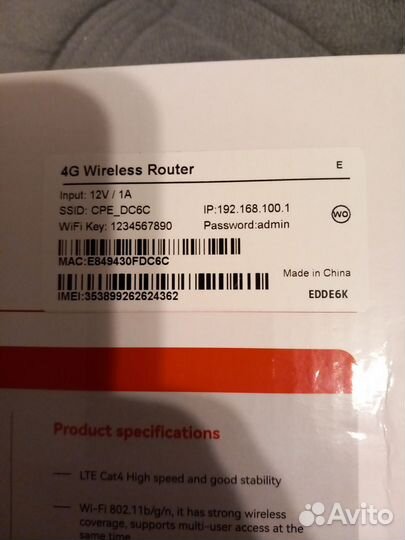 4G Wireless Router E
Input: 12V / 1A
SSID: CPE_DC6C IP:192.168.100.1
WO
WiFi Key: 1234567890 Password:admin
MAC:E849430FDC6C
Made in China
IMEI:353899262624362 EDDE6K
Product specifications
LTE Cat4 High speed and good stability
Wi-Fi 802.11b/g/n, it has strong wireless
coverage, supports multi-user access at the
same time
Avito